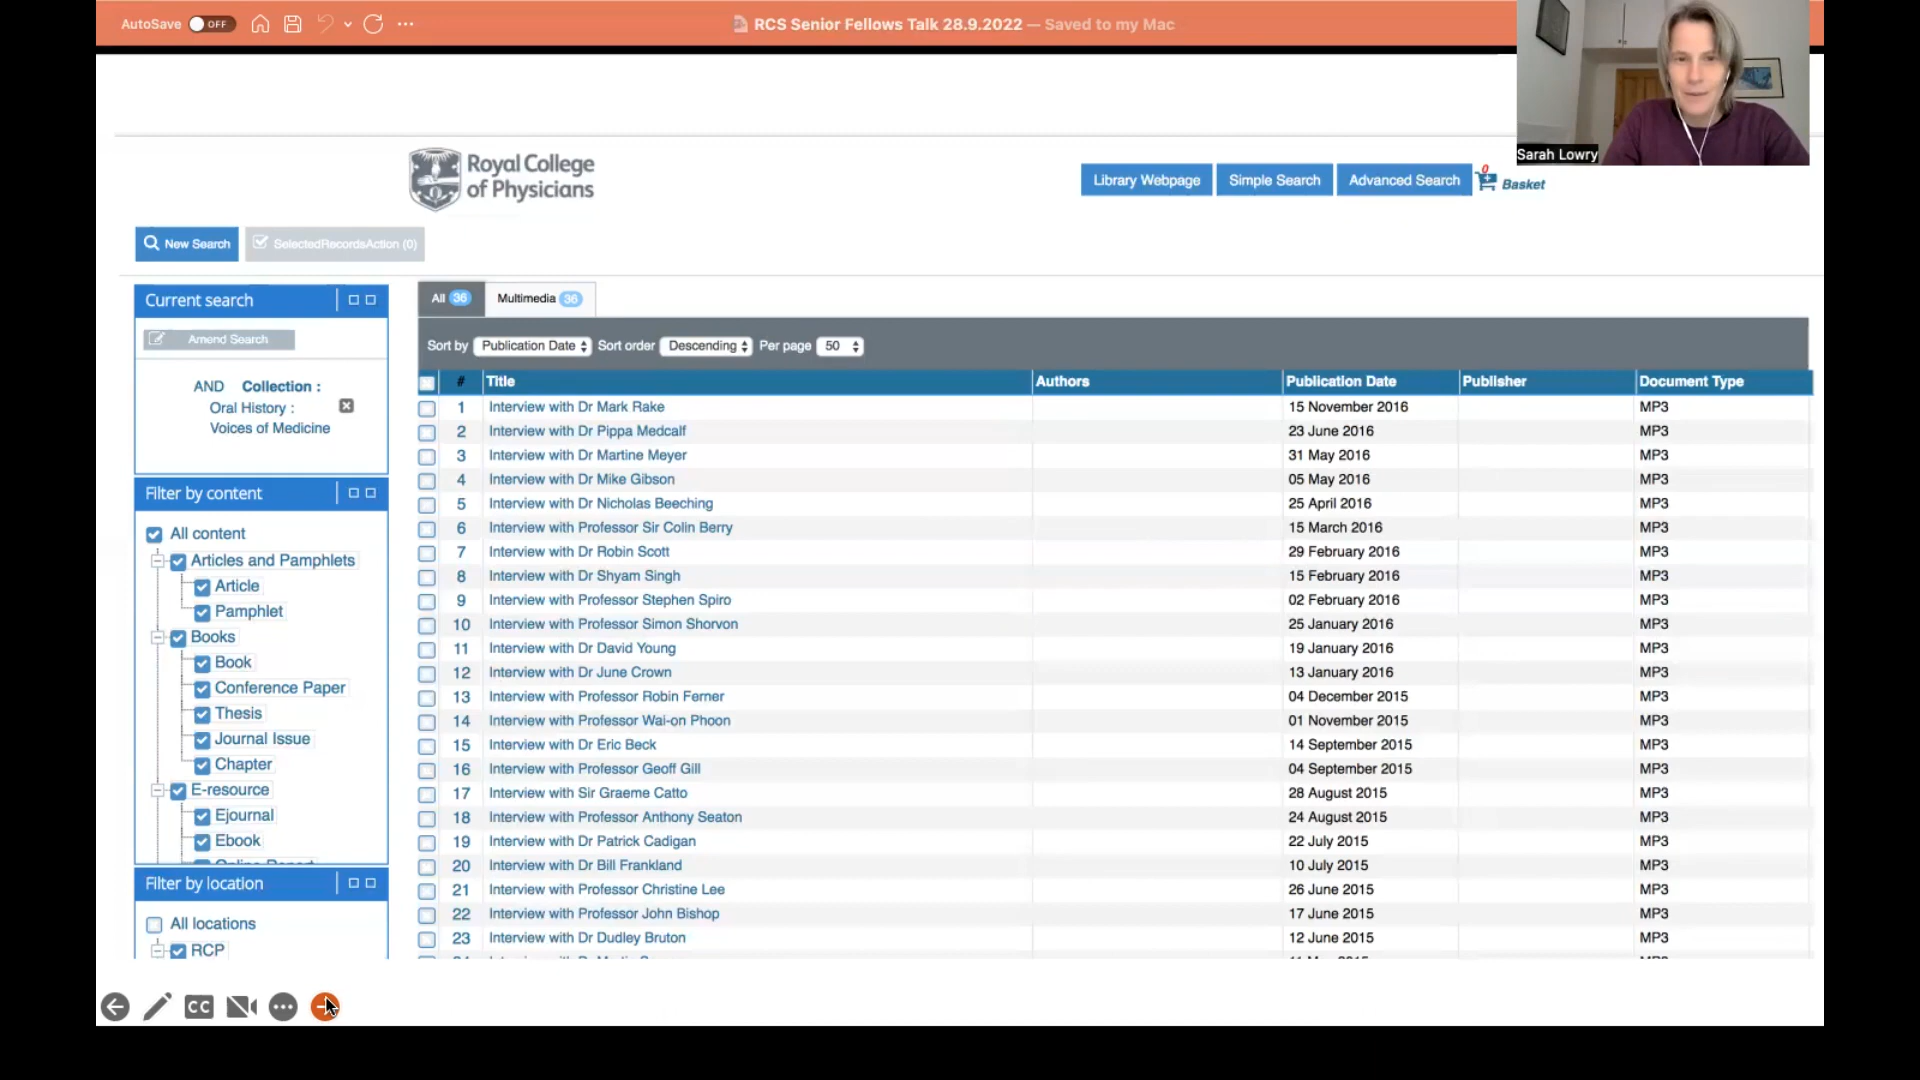 AutoSave OFF
RCS Senior Fellows Talk 28.9.2022 — Saved to my Mac
Sarah Lowry
Royal College
of Physicians
Library Webpage Simple Search Advanced Search 0 Basket
New Search SelectedRecordsAction (0)
Current search
Amend Search
AND Collection :
Oral History :
Voices of Medicine
Filter by content
All content
Articles and Pamphlets
Article
Pamphlet
Books
Book
Conference Paper
Thesis
Journal Issue
Chapter
E-resource
Ejournal
Ebook
Online Report
Filter by location
All locations
RCP
All 36 Multimedia 36
Sort by Publication Date Sort order Descending Per page 50
# Title Authors Publication Date Publisher Document Type
1 Interview with Dr Mark Rake 15 November 2016 MP3
2 Interview with Dr Pippa Medcalf 23 June 2016 MP3
3 Interview with Dr Martine Meyer 31 May 2016 MP3
4 Interview with Dr Mike Gibson 05 May 2016 MP3
5 Interview with Dr Nicholas Beeching 25 April 2016 MP3
6 Interview with Professor Sir Colin Berry 15 March 2016 MP3
7 Interview with Dr Robin Scott 29 February 2016 MP3
8 Interview with Dr Shyam Singh 15 February 2016 MP3
9 Interview with Professor Stephen Spiro 02 February 2016 MP3
10 Interview with Professor Simon Shorvon 25 January 2016 MP3
11 Interview with Dr David Young 19 January 2016 MP3
12 Interview with Dr June Crown 13 January 2016 MP3
13 Interview with Professor Robin Ferner 04 December 2015 MP3
14 Interview with Professor Wai-on Phoon 01 November 2015 MP3
15 Interview with Dr Eric Beck 14 September 2015 MP3
16 Interview with Professor Geoff Gill 04 September 2015 MP3
17 Interview with Sir Graeme Catto 28 August 2015 MP3
18 Interview with Professor Anthony Seaton 24 August 2015 MP3
19 Interview with Dr Patrick Cadigan 22 July 2015 MP3
20 Interview with Dr Bill Frankland 10 July 2015 MP3
21 Interview with Professor Christine Lee 26 June 2015 MP3
22 Interview with Professor John Bishop 17 June 2015 MP3
23 Interview with Dr Dudley Bruton 12 June 2015 MP3
CC